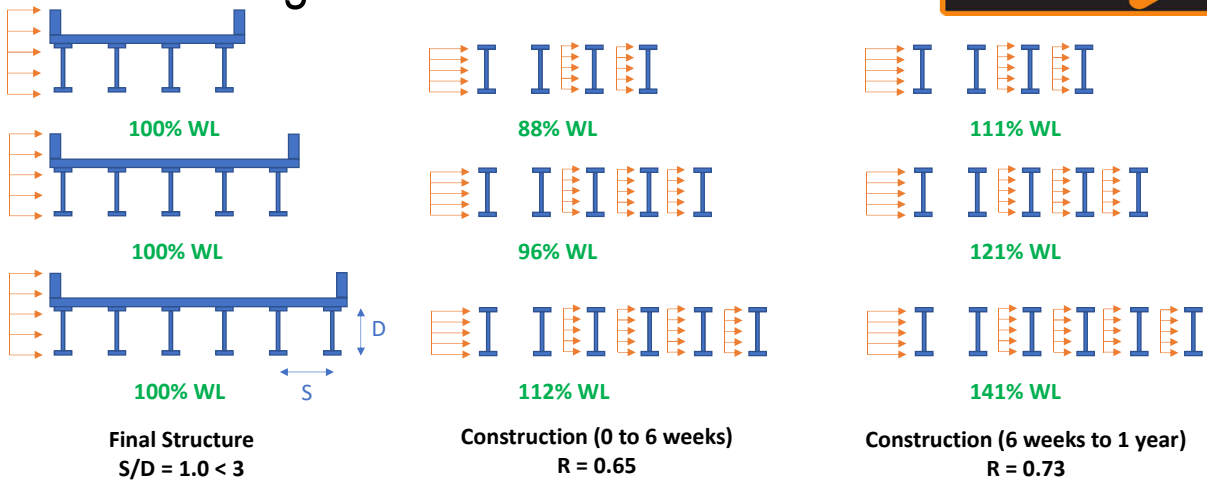 100% WL
88% WL
111% WL
100% WL
96% WL
121% WL
D
S
100% WL
112% WL
141% WL
Final Structure
S/D = 1.0 < 3
Construction (0 to 6 weeks)
R = 0.65
Construction (6 weeks to 1 year)
R = 0.73